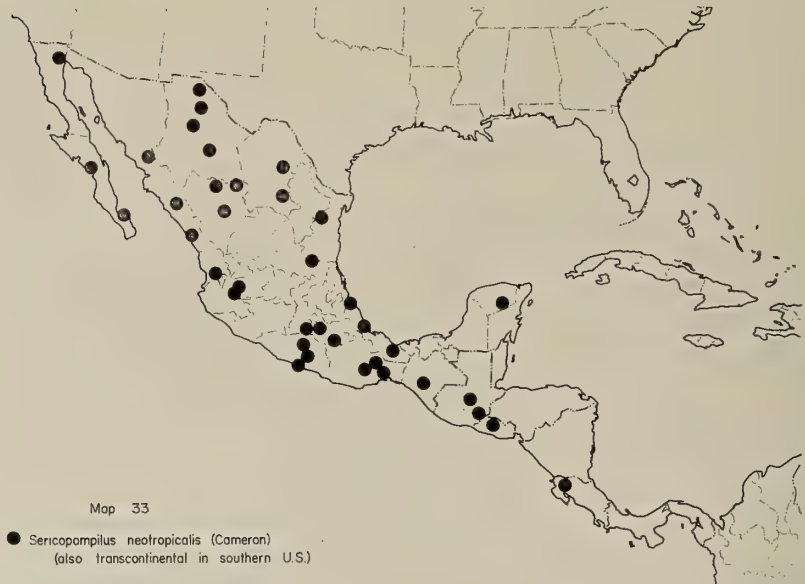 Map 33
Sericopompilus neotropicalis (Cameron)
(also transcontinental in southern U.S.)